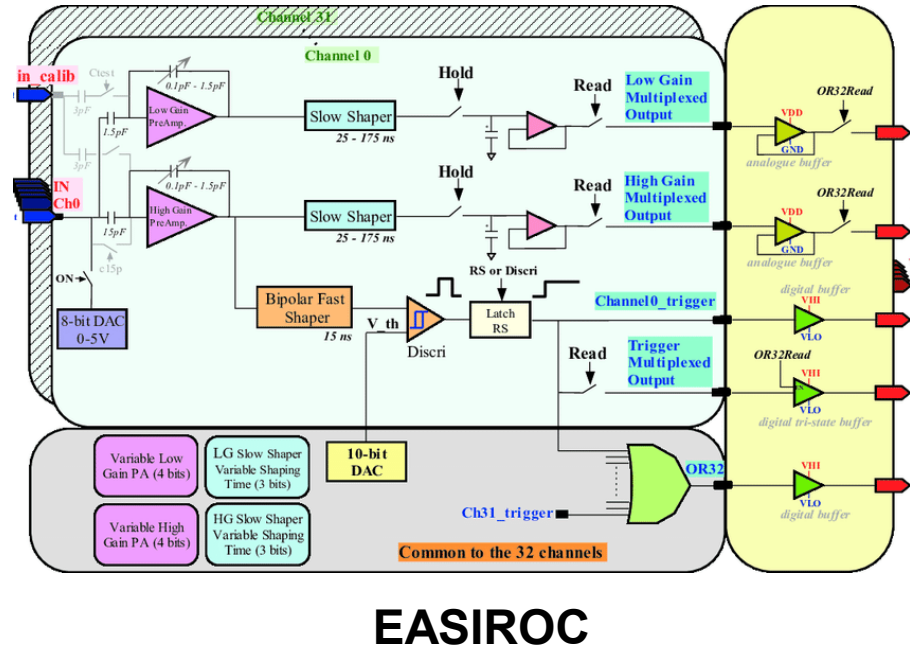 Channel 31
Channel 0
in_calib
Ctest
3pF
1.5pF
0.1pF - 1.5pF
Low Gain
PreAmp.
Slow Shaper
25 - 175 ns
Hold
Read
Low Gain
Multiplexed
Output
OR32Read
VDD
GND
analogue buffer
3pF
IN
Ch0
15pF
c15p
0.1pF - 1.5pF
High Gain
PreAmp.
Slow Shaper
25 - 175 ns
Hold
Read
High Gain
Multiplexed
Output
OR32Read
VDD
GND
analogue buffer
ON
8-bit DAC
0-5V
Bipolar Fast
Shaper
15 ns
V_th
Discri
RS or Discri
Latch
RS
Channel0_trigger
digital buffer
VHI
VLO
Read
Trigger
Multiplexed
Output
OR32Read
VHI
EN
VLO
digital tri-state buffer
Variable Low
Gain PA (4 bits)
LG Slow Shaper
Variable Shaping
Time (3 bits)
10-bit
DAC
OR32
VHI
VLO
digital buffer
Variable High
Gain PA (4 bits)
HG Slow Shaper
Variable Shaping
Time (3 bits)
Ch31_trigger
Common to the 32 channels
EASIROC